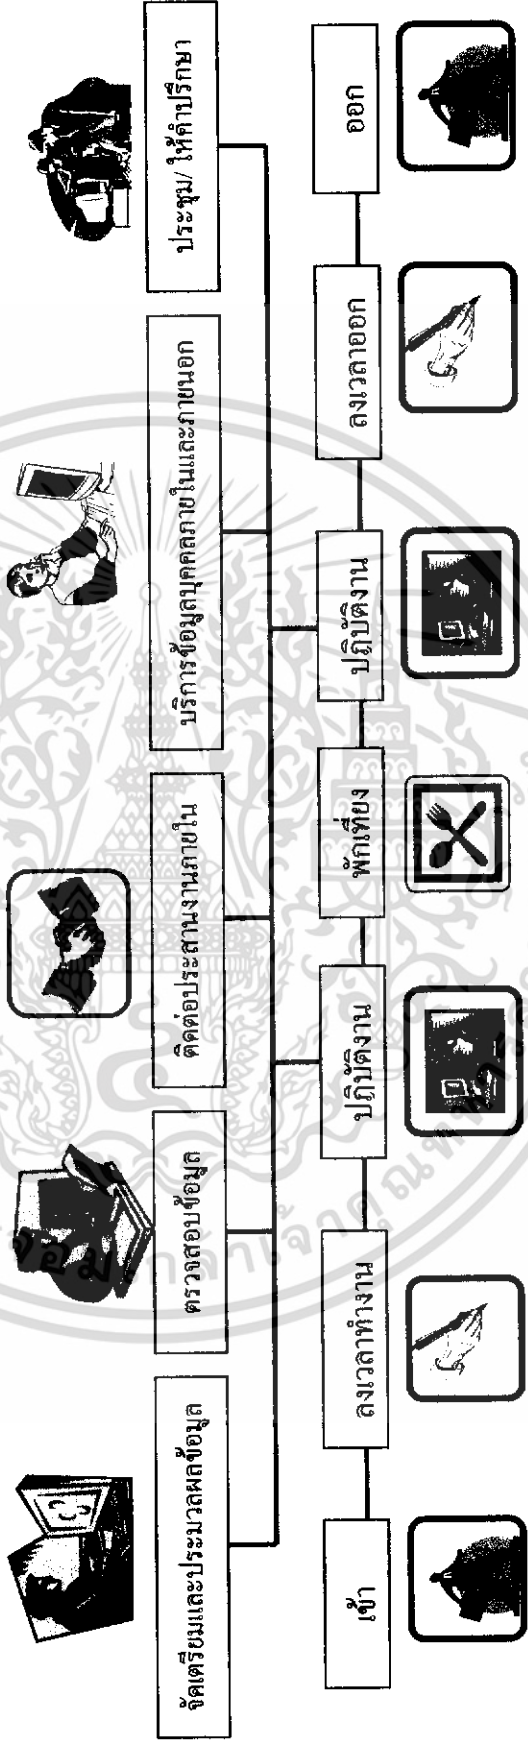 จัดเตรียมและประมวลผลข้อมูล
ตรวจสอบข้อมูล
ติดต่อประสานงานภายใน
บริการข้อมูลบุคคลภายในและภายนอก
ประชุม/ ให้คำปรึกษา
เข้า
ลงเวลาทำงาน
ปฏิบัติงาน
พักเที่ยง
ปฏิบัติงาน
ลงเวลาออก
ออก